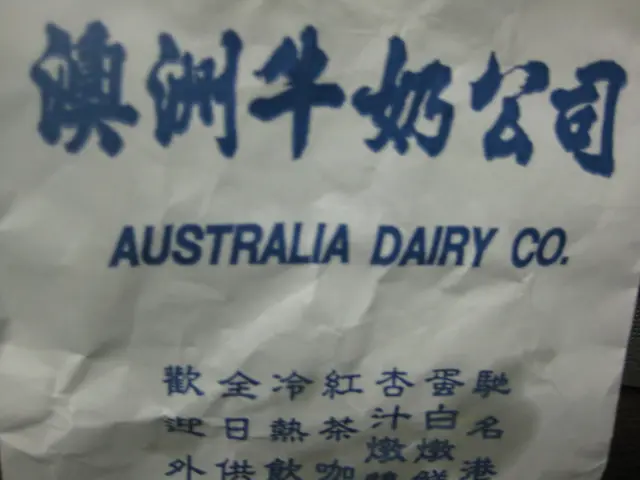 澳洲牛奶公司
AUSTRALIA DAIRY CO.
馳名港
蛋白燉鮮
杏汁燉
紅茶咖
冷熱飲
全日供
歡迎外